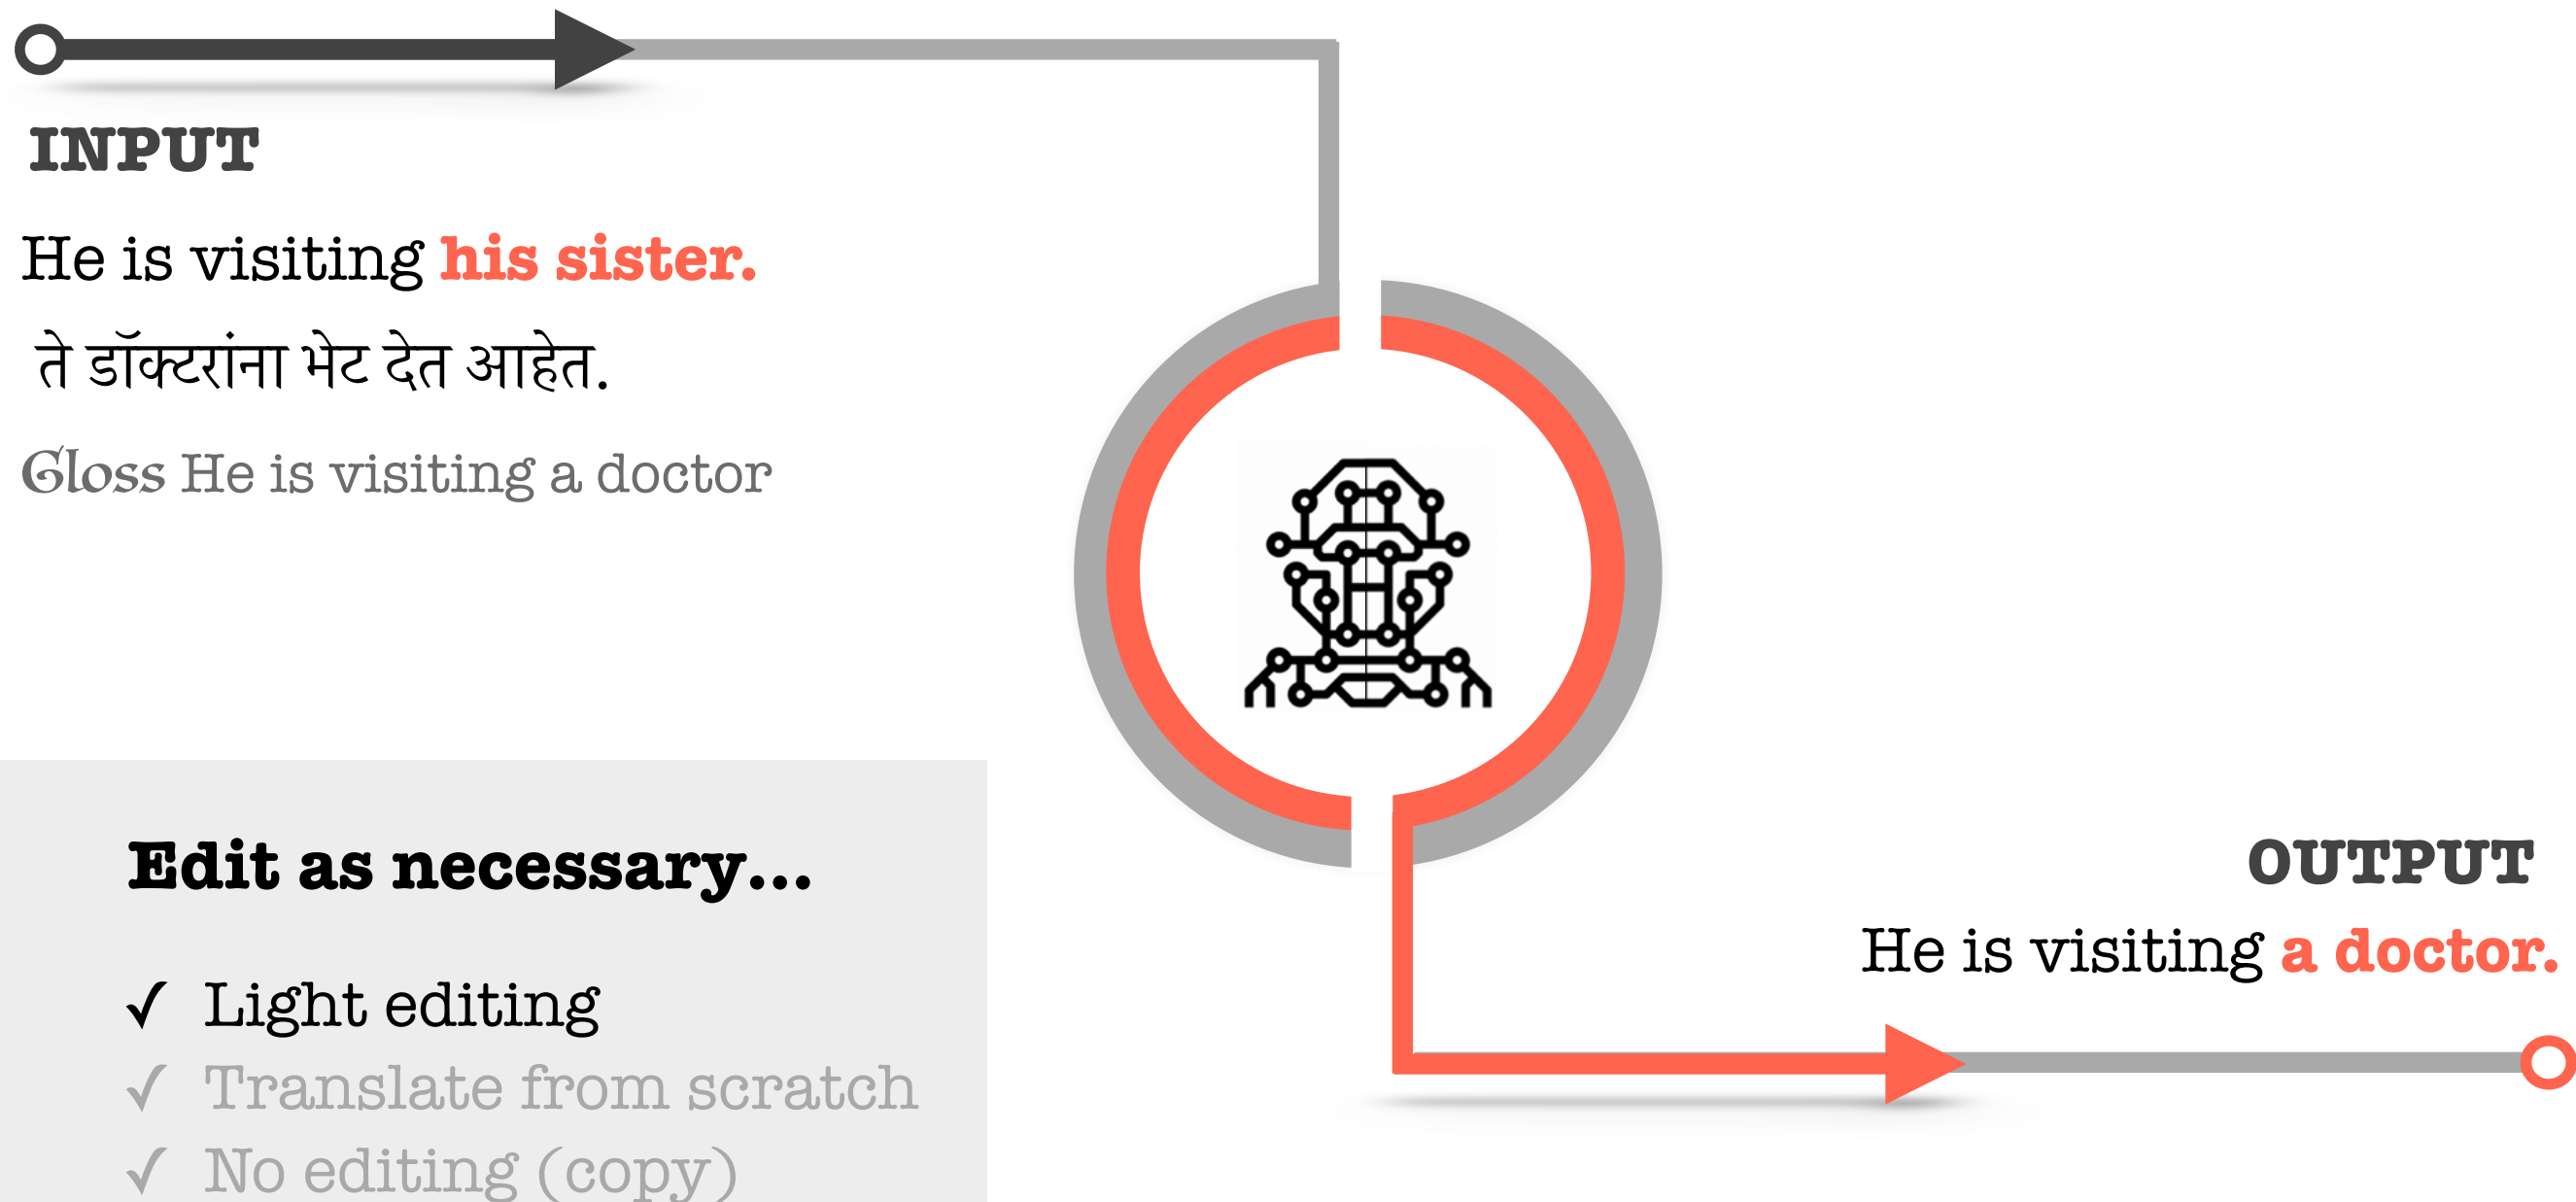 INPUT
He is visiting his sister.
ते डॉक्टरांना भेट देत आहेत.
Gloss He is visiting a doctor
Edit as necessary...
✓ Light editing
✓ Translate from scratch
✓ No editing (copy)
OUTPUT
He is visiting a doctor.